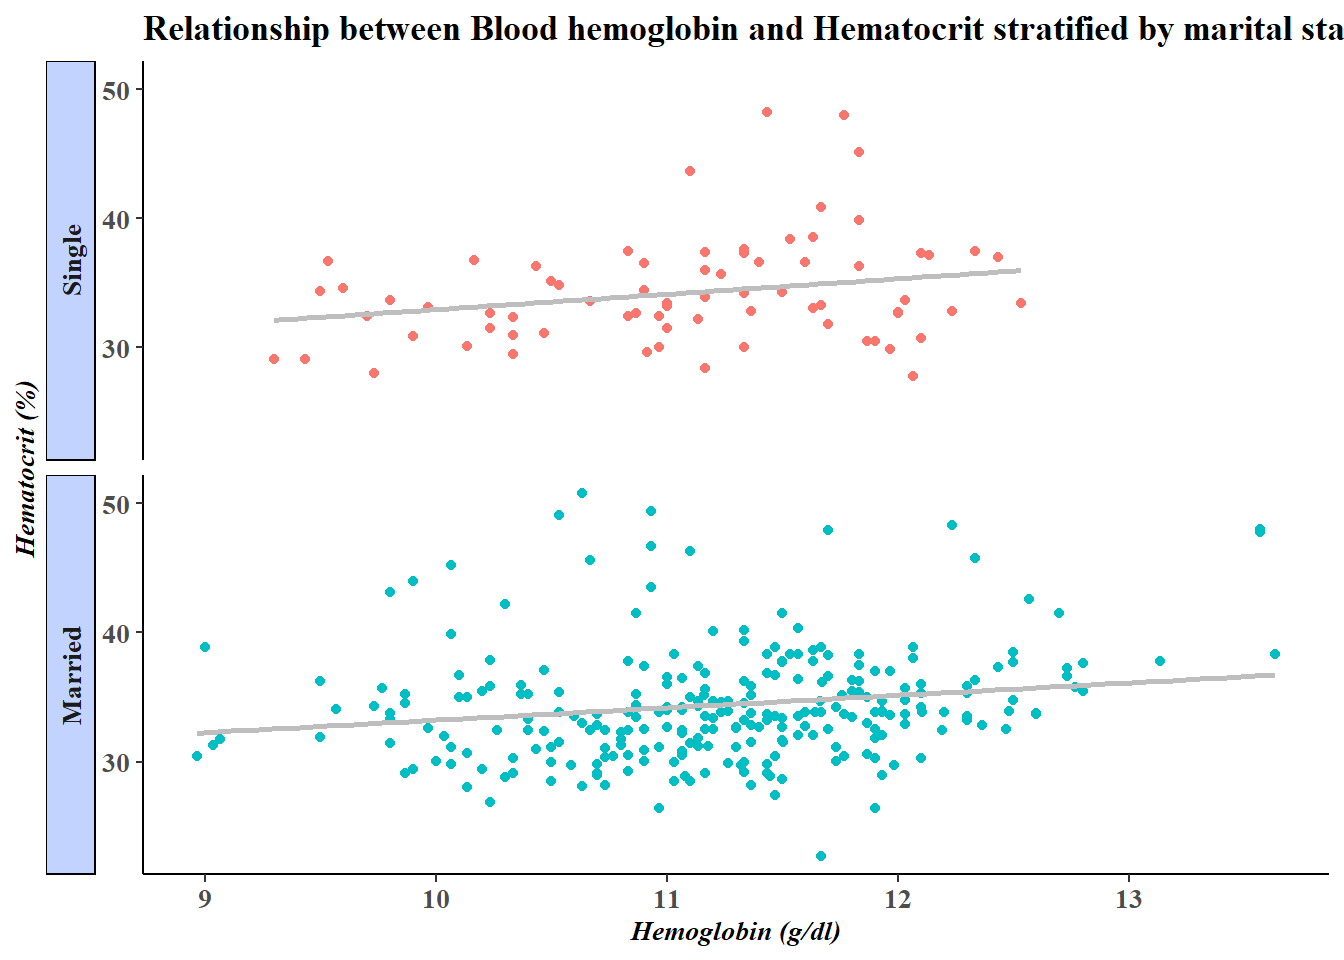 Relationship between Blood hemoglobin and Hematocrit stratified by marital sta
Single
50
40
30
Hematocrit (%)
Married
50
40
30
9 10 11 12 13
Hemoglobin (g/dl)